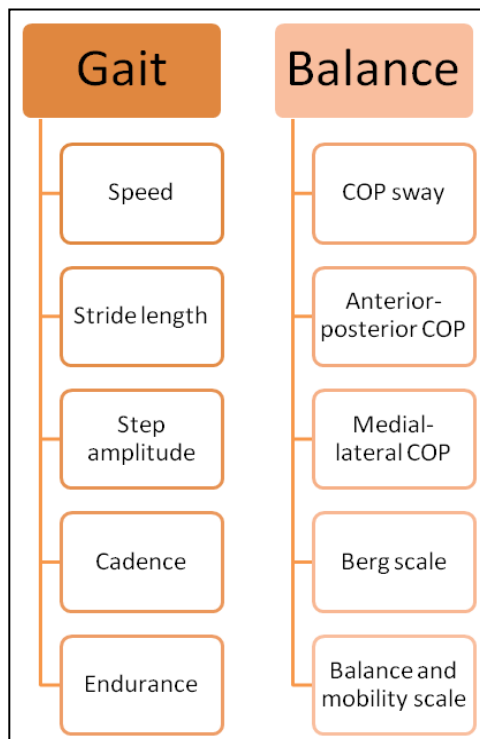 Gait
Speed
Stride length
Step
amplitude
Cadence
Endurance
Balance
COP sway
Anterior-
posterior COP
Medial-
lateral COP
Berg scale
Balance and
mobility scale